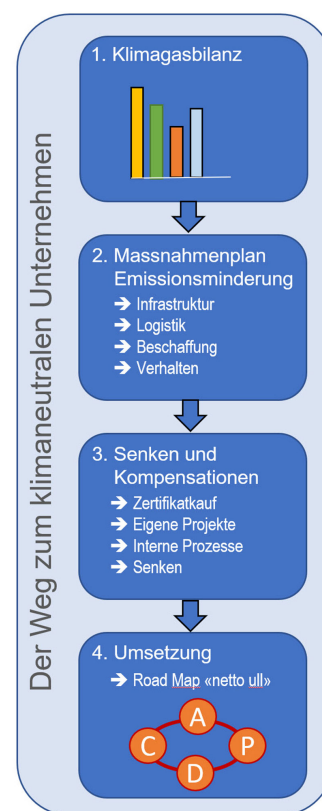 Der Weg zum klimaneutralen Unternehmen
1. Klimagasbilanz
2. Massnahmenplan
Emissionsminderung
➔ Infrastruktur
➔ Logistik
➔ Beschaffung
➔ Verhalten
3. Senken und
Kompensationen
➔ Zertifikatkauf
➔ Eigene Projekte
➔ Interne Prozesse
➔ Senken
4. Umsetzung
➔ Road Map «netto ull»
A
C
P
D